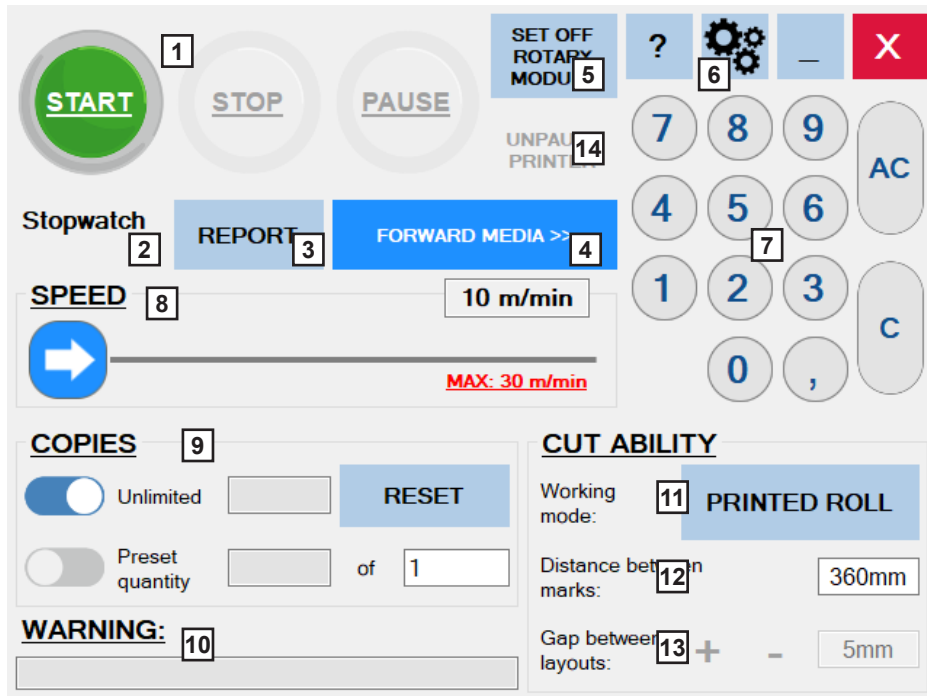 START
STOP
PAUSE
1
SET OFF
ROTARY
MODU
5
?
6
_
X
UNPAU
PRINTE
14
7 8 9
AC
4 5 6
7
1 2 3
C
0 ,
Stopwatch
2
REPORT
3
FORWARD MEDIA >>
4
SPEED
8
10 m/min
MAX: 30 m/min
COPIES
9
Unlimited
RESET
Preset
quantity
of
1
WARNING:
10
CUT ABILITY
Working
mode:
11
PRINTED ROLL
Distance between
marks:
12
360mm
Gap between
layouts:
13
+ -
5mm